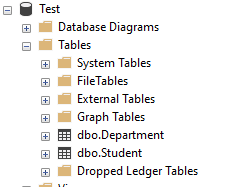 Test
Database Diagrams
Tables
System Tables
FileTables
External Tables
Graph Tables
dbo.Department
dbo.Student
Dropped Ledger Tables